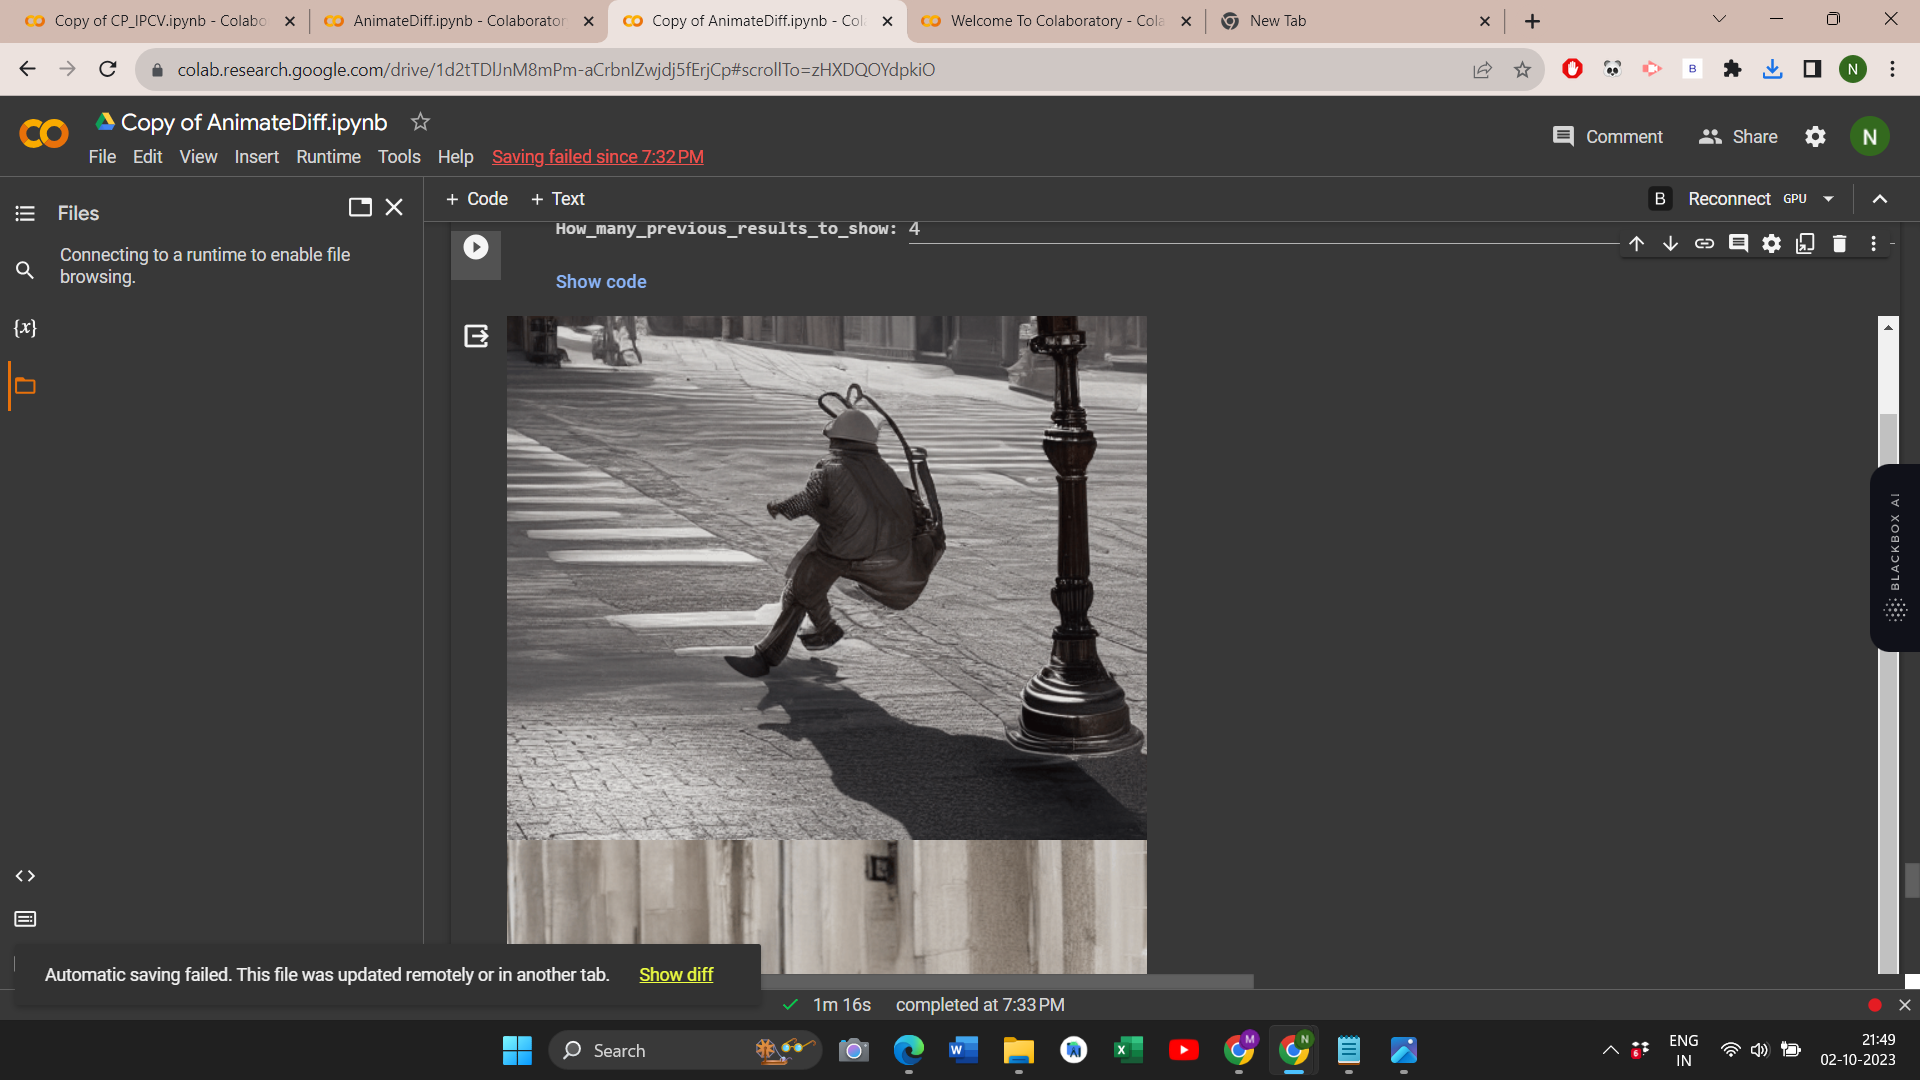 Copy of CP_IPCV.ipynb - Colabo
AnimateDiff.ipynb - Colaborator
Copy of AnimateDiff.ipynb - Col
Welcome To Colaboratory - Cola
New Tab
colab.research.google.com/drive/1d2tTDlJnM8mPm-aCrbnlZwjdj5fErjCp#scrollTo=zHXDQOYdpkiO
B
N
CO
Copy of AnimateDiff.ipynb
Comment
Share
N
File Edit View Insert Runtime Tools Help Saving failed since 7:32 PM
+ Code + Text
B Reconnect GPU
Files
How_many_previous_results_to_show: 4
Connecting to a runtime to enable file
browsing.
Show code
{x}
BLACKBOX AI
Automatic saving failed. This file was updated remotely or in another tab. Show diff
1m 16s completed at 7:33 PM
Search
W
AI
X
M
N
6
ENG
IN
21:49
02-10-2023